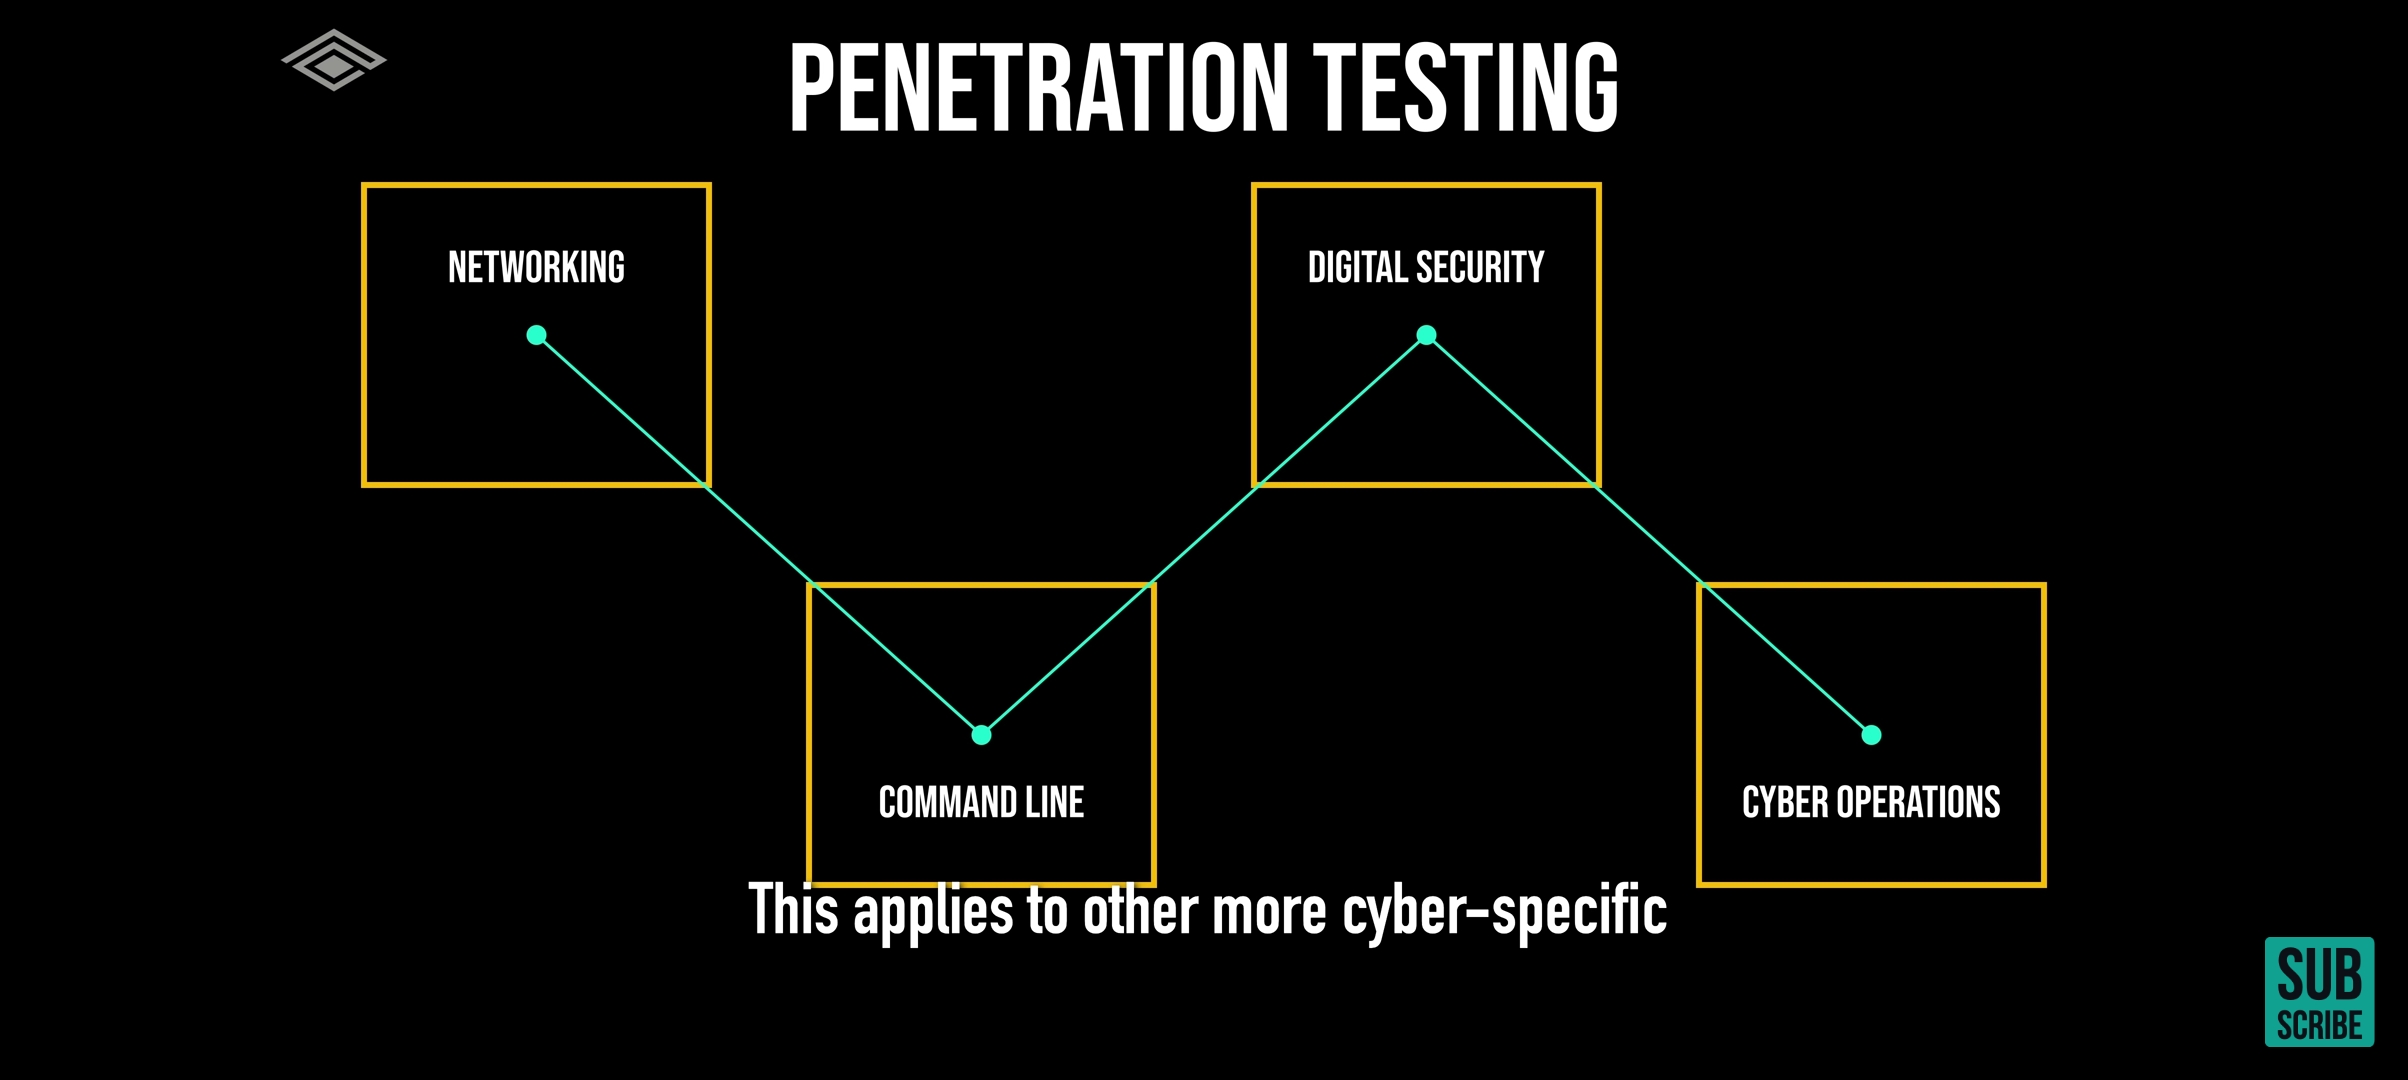 PENETRATION TESTING
NETWORKING
DIGITAL SECURITY
COMMAND LINE
CYBER OPERATIONS
This applies to other more cyber-specific
SUB
SCRIBE